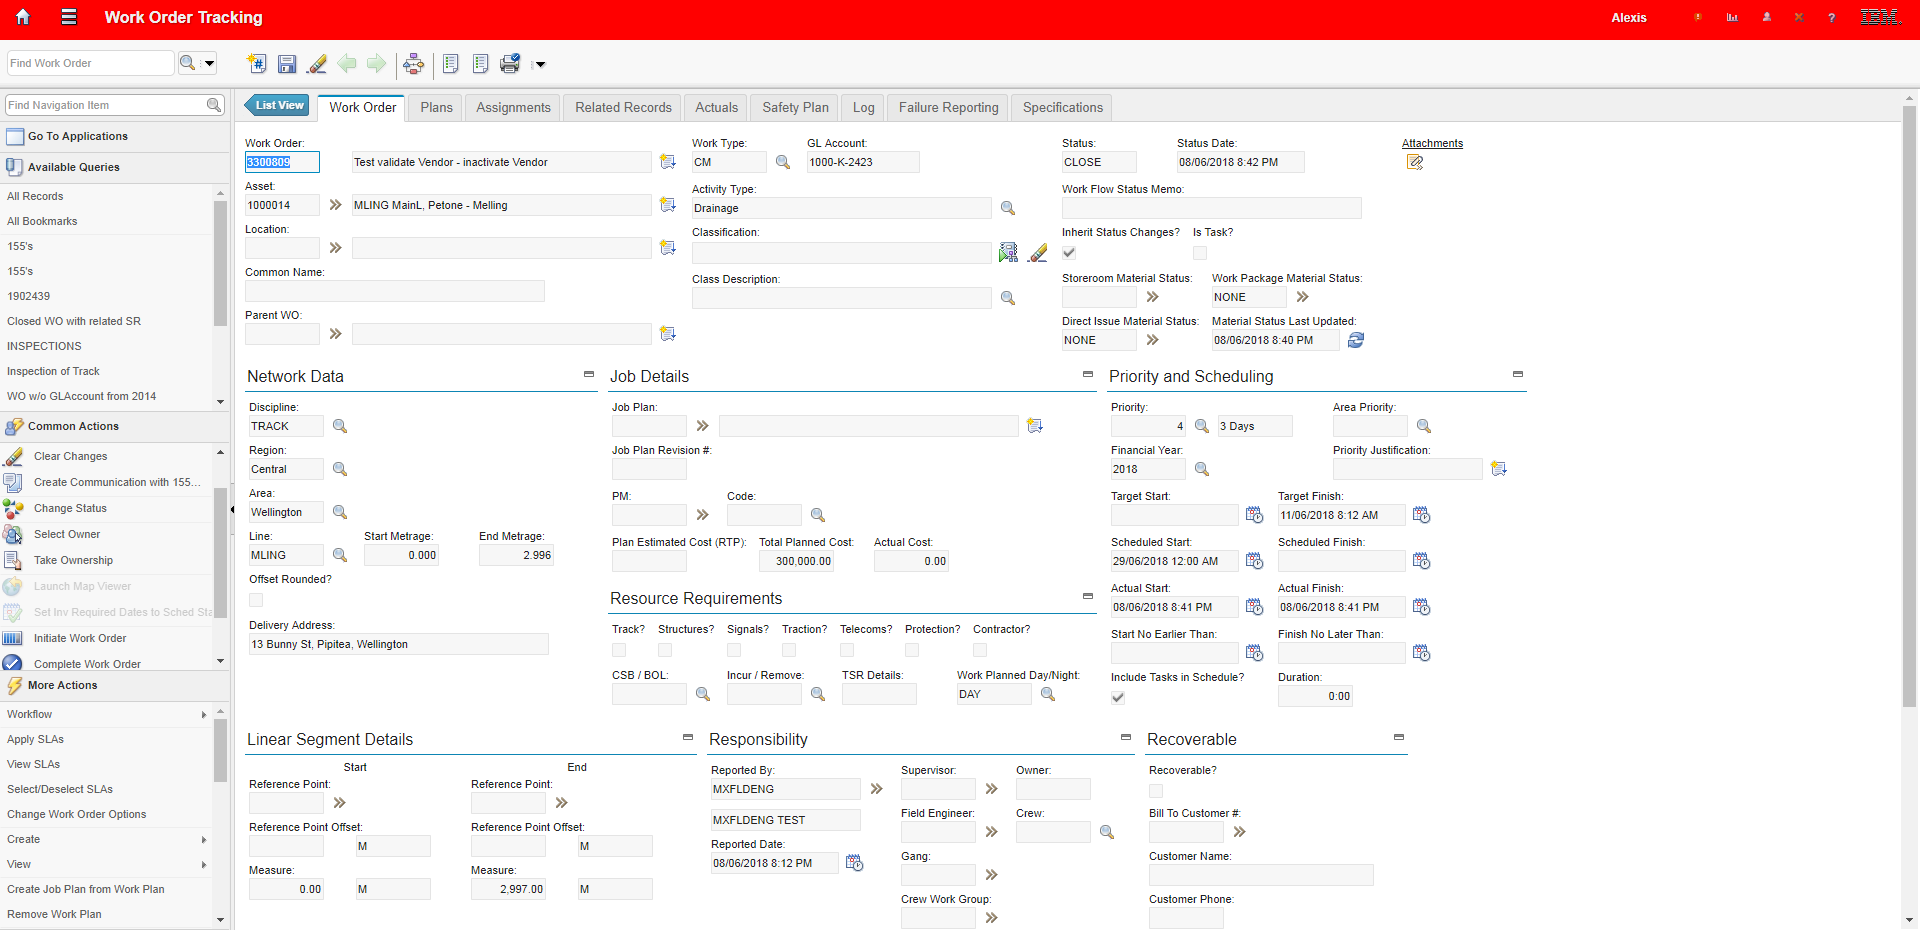 Work Order Tracking
Alexis
?
IBM.
Find Work Order
Find Navigation Item
Go To Applications
Available Queries
All Records
All Bookmarks
155's
155's
1902439
Closed WO with related SR
INSPECTIONS
Inspection of Track
WO w/o GLAccount from 2014
Common Actions
Clear Changes
Create Communication with 155...
Change Status
Select Owner
Take Ownership
Launch Map Viewer
Set Inv Required Dates to Sched Sta
Initiate Work Order
Complete Work Order
More Actions
Workflow
Apply SLAs
View SLAs
Select/Deselect SLAs
Change Work Order Options
Create
View
Create Job Plan from Work Plan
Remove Work Plan
List View
Work Order
Plans
Assignments
Related Records
Actuals
Safety Plan
Log
Failure Reporting
Specifications
Work Order:
3300809
Test validate Vendor - inactivate Vendor
Asset:
1000014
MLING MainL, Petone - Melling
Location:
Common Name:
Parent WO:
Work Type:
CM
GL Account:
1000-K-2423
Activity Type:
Drainage
Classification:
Class Description:
Status:
CLOSE
Status Date:
08/06/2018 8:42 PM
Attachments
Work Flow Status Memo:
Inherit Status Changes?
Is Task?
Storeroom Material Status:
Work Package Material Status:
NONE
Direct Issue Material Status:
NONE
Material Status Last Updated:
08/06/2018 8:40 PM
Network Data
Discipline:
TRACK
Region:
Central
Area:
Wellington
Line:
MLING
Start Metrage:
0.000
End Metrage:
2.996
Offset Rounded?
Delivery Address:
13 Bunny St, Pipitea, Wellington
Job Details
Job Plan:
Job Plan Revision #:
PM:
Code:
Plan Estimated Cost (RTP):
Total Planned Cost:
300,000.00
Actual Cost:
0.00
Resource Requirements
Track?
Structures?
Signals?
Traction?
Telecoms?
Protection?
Contractor?
CSB / BOL:
Incur / Remove:
TSR Details:
Work Planned Day/Night:
DAY
Priority and Scheduling
Priority:
4
3 Days
Area Priority:
Financial Year:
2018
Priority Justification:
Target Start:
Target Finish:
11/06/2018 8:12 AM
Scheduled Start:
29/06/2018 12:00 AM
Scheduled Finish:
Actual Start:
08/06/2018 8:41 PM
Actual Finish:
08/06/2018 8:41 PM
Start No Earlier Than:
Finish No Later Than:
Include Tasks in Schedule?
Duration:
0:00
Linear Segment Details
Start
End
Reference Point:
Reference Point:
Reference Point Offset:
M
Reference Point Offset:
M
Measure:
0.00
M
Measure:
2,997.00
M
Responsibility
Reported By:
MXFLDENG
MXFLDENG TEST
Reported Date:
08/06/2018 8:12 PM
Supervisor:
Owner:
Field Engineer:
Crew:
Gang:
Crew Work Group:
Recoverable
Recoverable?
Bill To Customer #:
Customer Name:
Customer Phone: